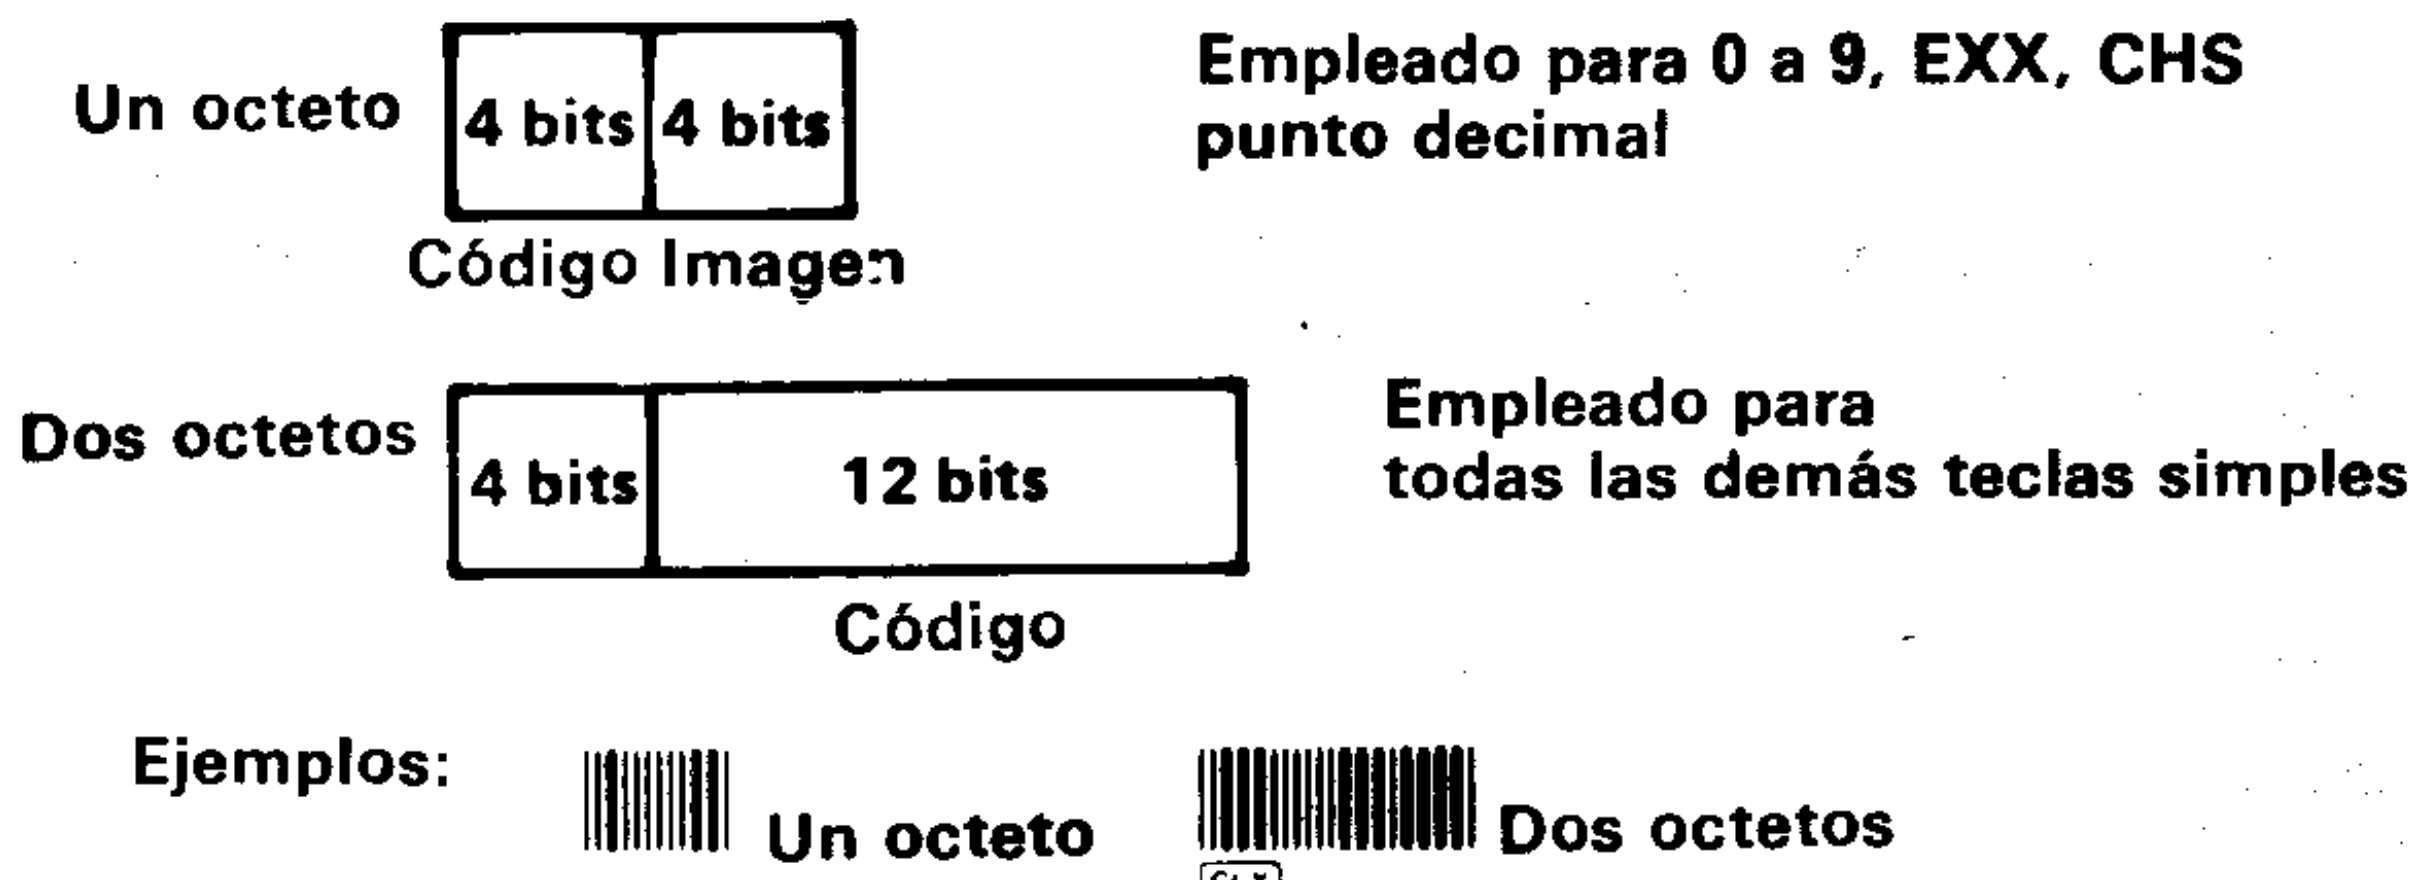 Un octeto
4 bits 4 bits
Empleado para 0 a 9, EXX, CHS
punto decimal
Código Imagen
Dos octetos
4 bits 12 bits
Empleado para
todas las demás teclas simples
Código
Ejemplos:
Un octeto
Dos octetos